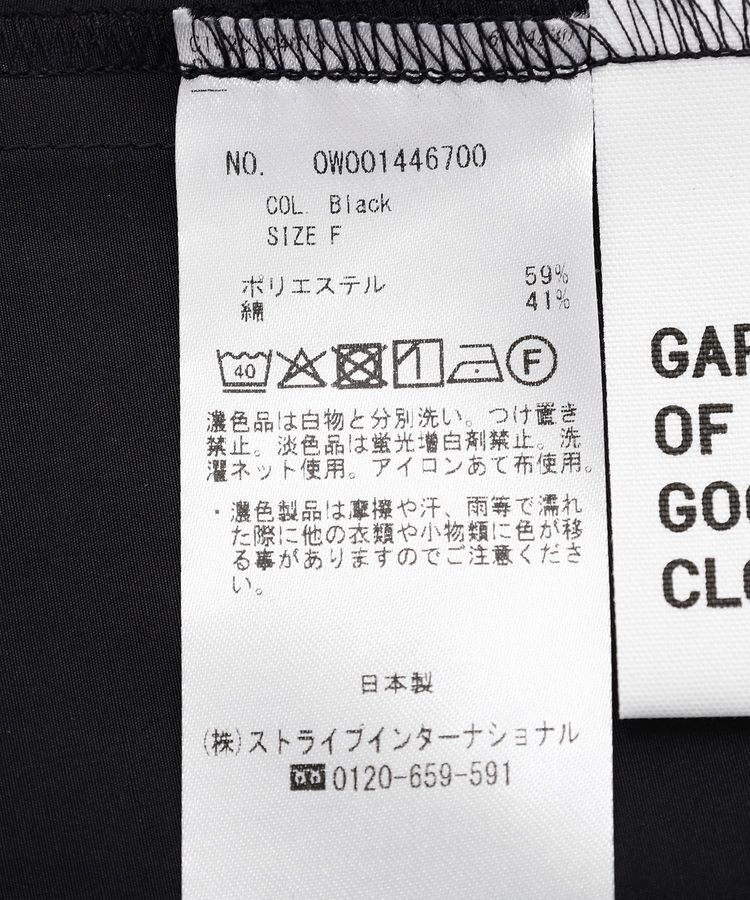 NO. OW001446700
COL. Black
SIZE F
ポリエステル 59%
綿 41%
40
F
濃色品は白物と分別洗い。つけ置き
禁止。淡色品は蛍光増白剤禁止。洗
濯ネット使用。アイロンあて布使用。
・濃色製品は摩擦や汗、雨等で濡れ
た際に他の衣類や小物類に色が移
る事がありますのでご注意くださ
い。
日本製
(株)ストライプインターナショナル
0120-659-591
GAR
OF
GOO
CLO